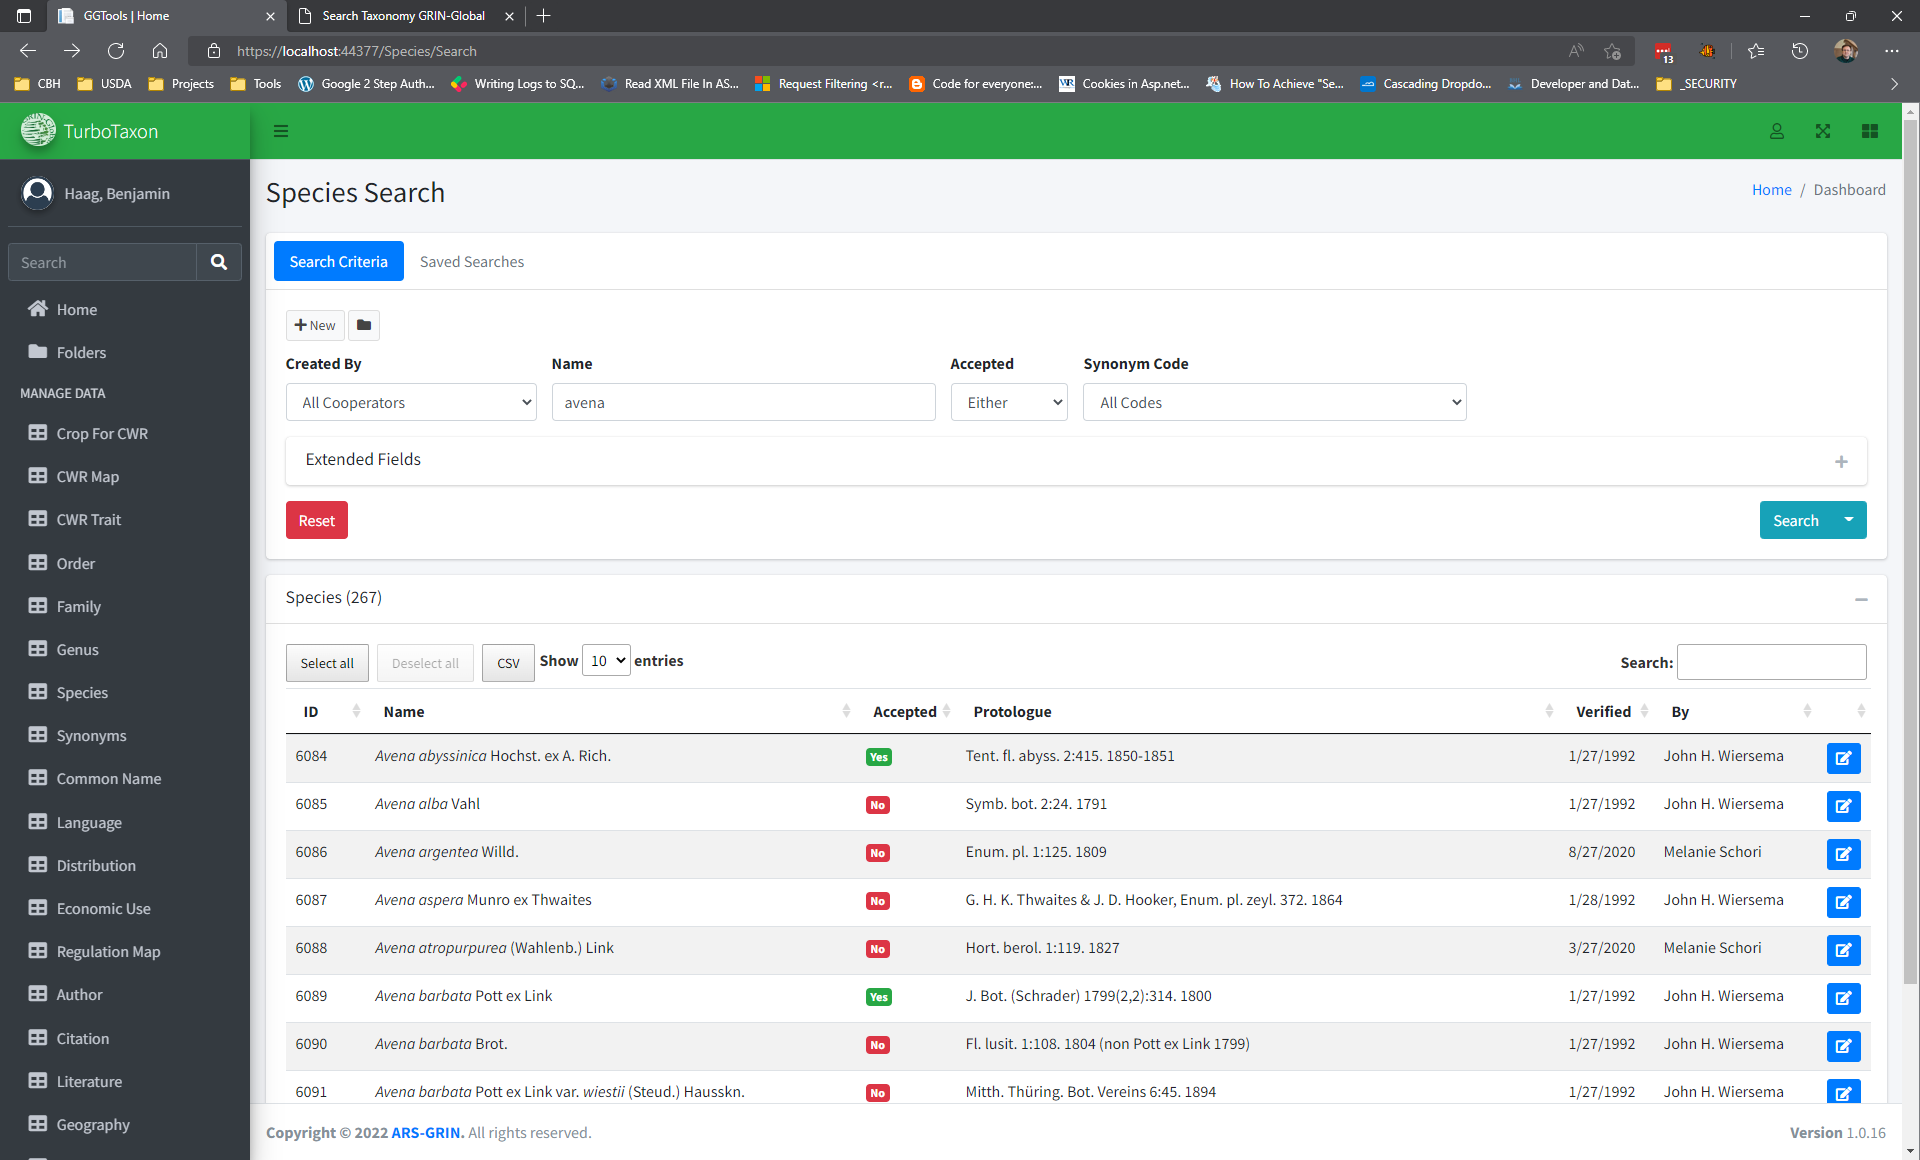 GGTools | Home
Search Taxonomy GRIN-Global
https://localhost:44377/Species/Search
13
CBH
USDA
Projects
Tools
Google 2 Step Auth...
Writing Logs to SQ...
Read XML File In AS...
Request Filtering <r...
Code for everyone:...
Cookies in Asp.net...
How To Achieve "Se...
Cascading Dropdo...
Developer and Dat...
_SECURITY
TurboTaxon
Haag, Benjamin
Search
Home
Folders
MANAGE DATA
Crop For CWR
CWR Map
CWR Trait
Order
Family
Genus
Species
Synonyms
Common Name
Language
Distribution
Economic Use
Regulation Map
Author
Citation
Literature
Geography
Species Search
Home / Dashboard
Search Criteria
Saved Searches
New
Created By
Name
Accepted
Synonym Code
All Cooperators
avena
Either
All Codes
Extended Fields
Reset
Search
Species (267)
Select all
Deselect all
CSV
Show 10 entries
Search:
ID Name Accepted Protologue Verified By
6084 Avena abyssinica Hochst. ex A. Rich. Yes Tent. fl. abyss. 2:415. 1850-1851 1/27/1992 John H. Wiersema
6085 Avena alba Vahl No Symb. bot. 2:24. 1791 1/27/1992 John H. Wiersema
6086 Avena argentea Willd. No Enum. pl. 1:125. 1809 8/27/2020 Melanie Schori
6087 Avena aspera Munro ex Thwaites No G. H. K. Thwaites & J. D. Hooker, Enum. pl. zeyl. 372. 1864 1/28/1992 John H. Wiersema
6088 Avena atropurpurea (Wahlenb.) Link No Hort. berol. 1:119. 1827 3/27/2020 Melanie Schori
6089 Avena barbata Pott ex Link Yes J. Bot. (Schrader) 1799(2,2):314. 1800 1/27/1992 John H. Wiersema
6090 Avena barbata Brot. No Fl. lusit. 1:108. 1804 (non Pott ex Link 1799) 1/27/1992 John H. Wiersema
6091 Avena barbata Pott ex Link var. wiestii (Steud.) Hausskn. No Mitth. Thüring. Bot. Vereins 6:45. 1894 1/27/1992 John H. Wiersema
Copyright © 2022 ARS-GRIN. All rights reserved.
Version 1.0.16